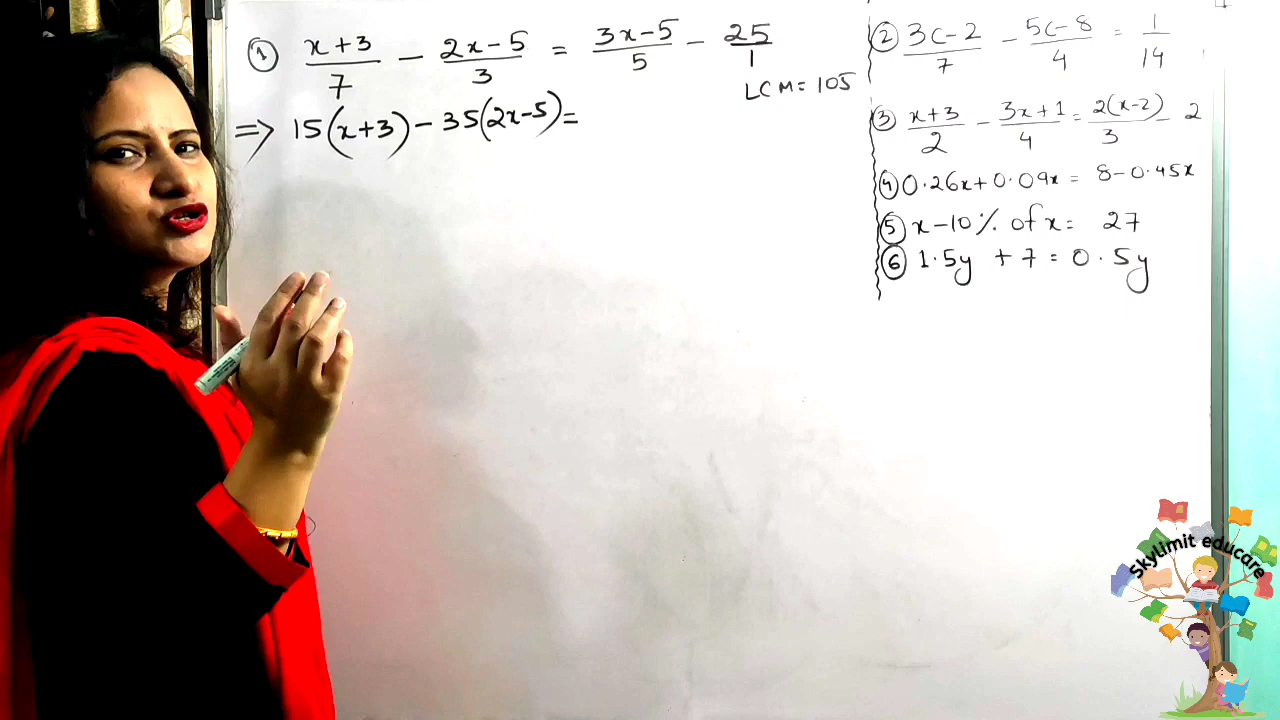 ① x+3/7 − 2x−5/3 = 3x−5/5 − 25/1
LCM = 105
⇒ 15(x+3) − 35(2x−5) =
② 3x−2/7 − 5x−8/4 = 1/14
③ x+3/2 − 3x+1/4 = 2(x−2)/3 − 2
④ 0.26x + 0.09x = 8 − 0.45x
⑤ x − 10% of x = 27
⑥ 1.5y + 7 = 0.5y
Skylimit educare